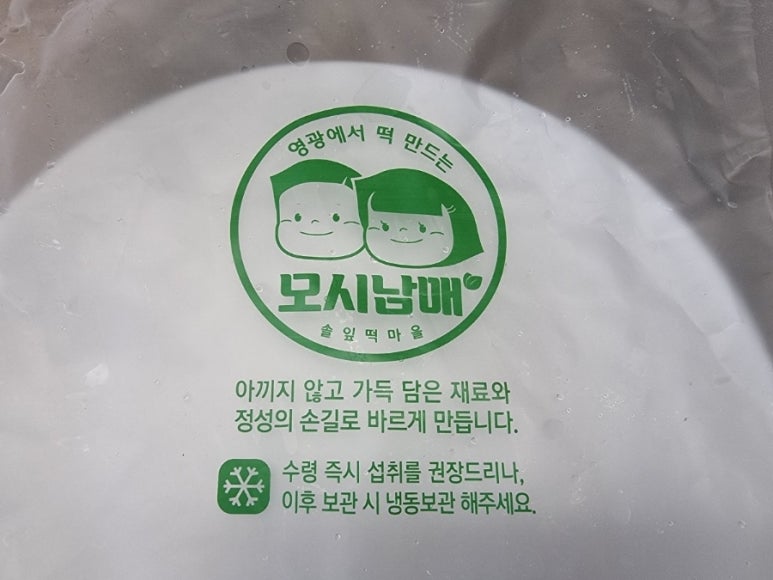 영광에서 떡 만드는
모시남매
솔잎떡마을
아끼지 않고 가득 담은 재료와
정성의 손길로 바르게 만듭니다.
수령 즉시 섭취를 권장드리나,
이후 보관 시 냉동보관 해주세요.